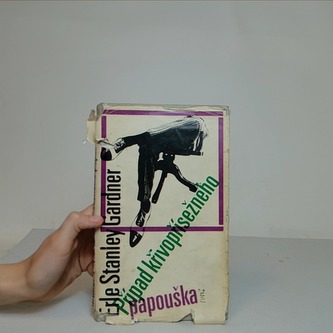 Erle Stanley Gardner
Případ křivopřísežného
papouška